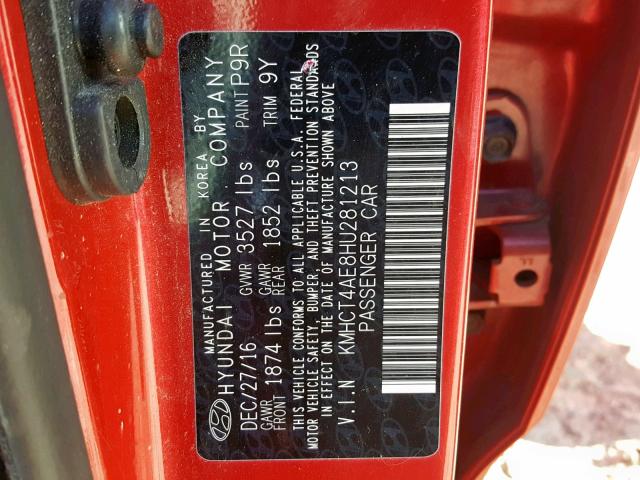 MANUFACTURED IN KOREA BY
HYUNDAI MOTOR COMPANY
DEC/27/16 GVWR 3527 lbs PAINT P9R
GAWR FRONT 1874 lbs GAWR REAR 1852 lbs TRIM 9Y
THIS VEHICLE CONFORMS TO ALL APPLICABLE U.S.A. FEDERAL
MOTOR VEHICLE SAFETY, BUMPER, AND THEFT PREVENTION STANDARDS
IN EFFECT ON THE DATE OF MANUFACTURE SHOWN ABOVE
V.I.N KMHCT4AE8HU281213
PASSENGER CAR